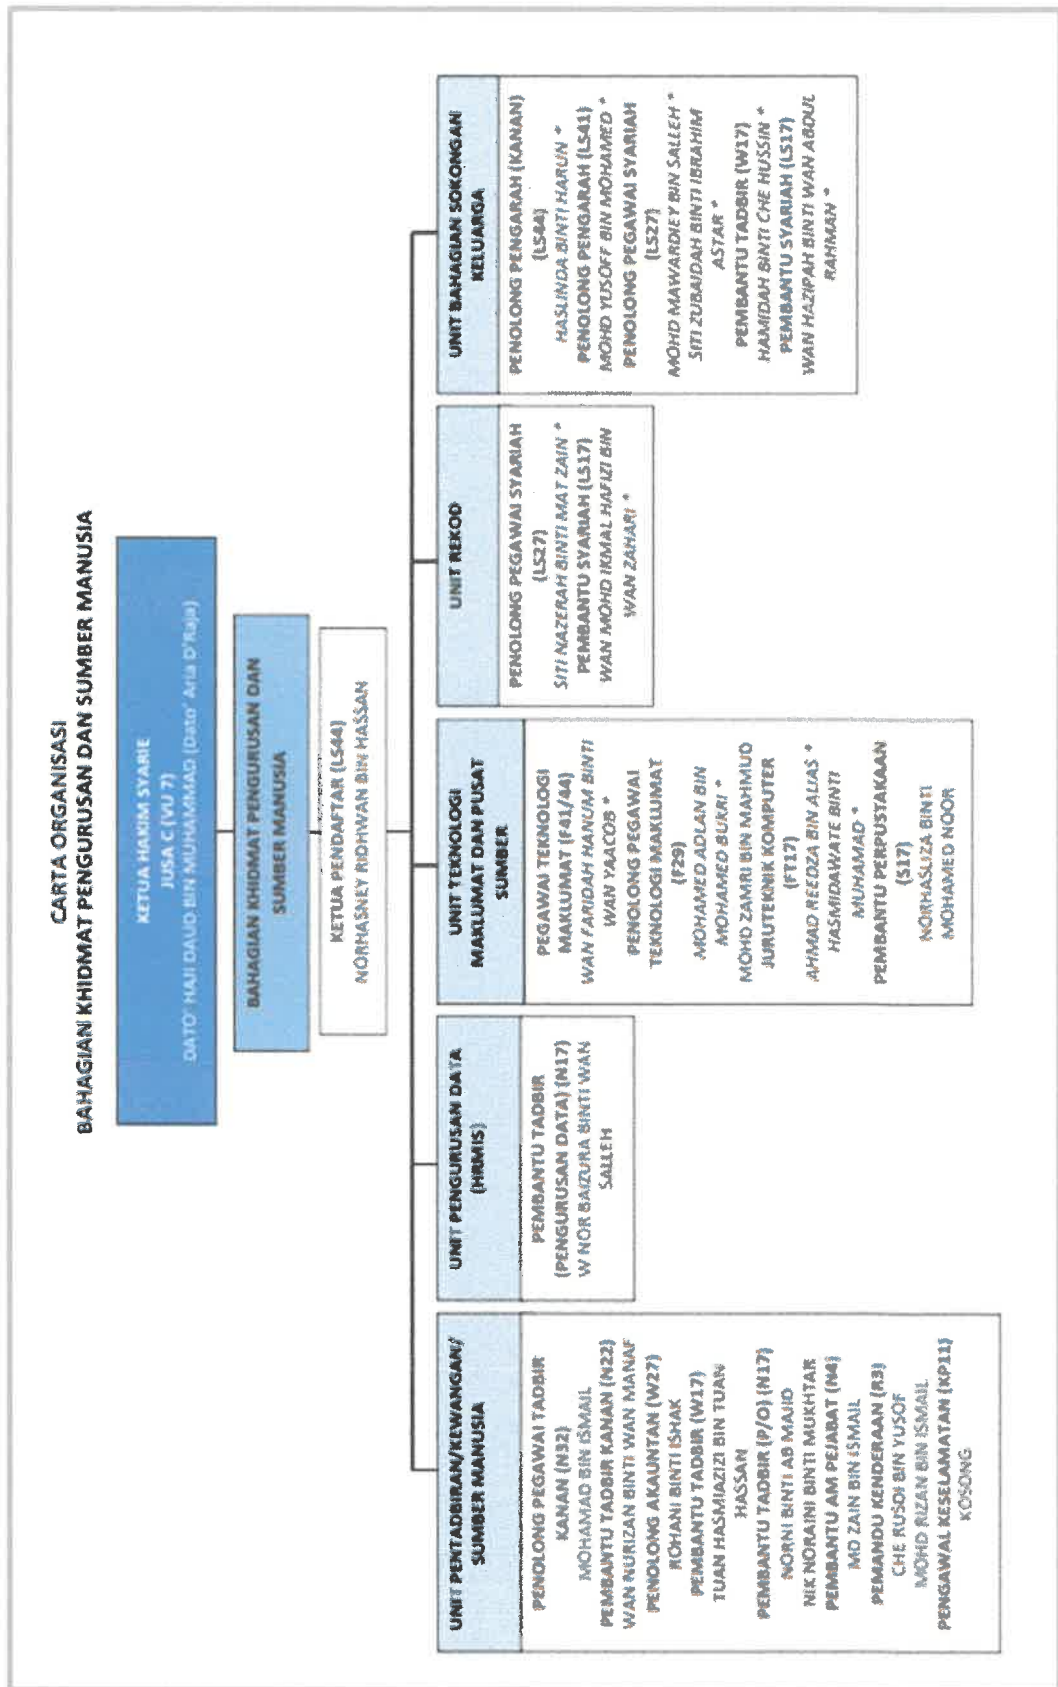 CARTA ORGANISASI
BAHAGIAN KHIDMAT PENGURUSAN DAN SUMBER MANUSIA
KETUA HAKIM SYARIE
JUSA C (VU 7)
DATO' HAJI DAUD BIN MUHAMMAD (Dato' Aria D'Raja)
BAHAGIAN KHIDMAT PENGURUSAN DAN
SUMBER MANUSIA
KETUA PENDAFTAR (LS44)
NORHASNEY RIDHWAN BIN HASSAN
UNIT PENTADBIRAN/KEWANGAN/
SUMBER MANUSIA
PENOLONG PEGAWAI TADBIR
KANAN (N32)
MOHAMAD BIN ISMAIL
PEMBANTU TADBIR KANAN (N22)
WAN NURIZAN BINTI WAN MANAF
PENOLONG AKAUNTAN (W27)
ROHANI BINTI ISHAK
PEMBANTU TADBIR (W17)
TUAN HASMIAZIZI BIN TUAN
HASSAN
PEMBANTU TADBIR (P/O) (N17)
NORNI BINTI AB MAJID
NIK NORAINI BINTI MUKHTAR
PEMBANTU AM PEJABAT (N4)
MD ZAIN BIN ISMAIL
PEMANDU KENDERAAN (R3)
CHE RUSDI BIN YUSOF
MOHD RIZAN BIN ISMAIL
PENGAWAL KESELAMATAN (KP11)
KOSONG
UNIT PENGURUSAN DATA
(HRMIS)
PEMBANTU TADBIR
(PENGURUSAN DATA) (N17)
W NOR BAIZURA BINTI WAN
SALLEH
UNIT TEKNOLOGI
MAKLUMAT DAN PUSAT
SUMBER
PEGAWAI TEKNOLOGI
MAKLUMAT (F41/44)
WAN FARIDAH HANUM BINTI
WAN YAACOB *
PENOLONG PEGAWAI
TEKNOLOGI MAKLUMAT
(F29)
MOHAMED ADLAN BIN
MOHAMED BUKRI *
MOHD ZAMRI BIN MAHMUD
JURUTEKNIK KOMPUTER
(FT17)
AHMAD REEDZA BIN ALIAS *
HASMIDAWATE BINTI
MUHAMAD *
PEMBANTU PERPUSTAKAAN
(S17)
NORHASLIZA BINTI
MOHAMED NOOR
UNIT REKOD
PENOLONG PEGAWAI SYARIAH
(LS27)
SITI NAZERAH BINTI MAT ZAIN *
PEMBANTU SYARIAH (LS17)
WAN MOHD IKMAL HAFIZI BIN
WAN ZAHARI *
UNIT BAHAGIAN SOKONGAN
KELUARGA
PENOLONG PENGARAH (KANAN)
(LS44)
HASLINDA BINTI HARUN *
PENOLONG PENGARAH (LS41)
MOHD YUSOFF BIN MOHAMED *
PENOLONG PEGAWAI SYARIAH
(LS27)
MOHD MAWARDIEY BIN SALLEH *
SITI ZUBAIDAH BINTI IBRAHIM
ASTAR *
PEMBANTU TADBIR (W17)
HAMIDAH BINTI CHE HUSSIN *
PEMBANTU SYARIAH (LS17)
WAN HAZIPAH BINTI WAN ABDUL
RAHMAN *